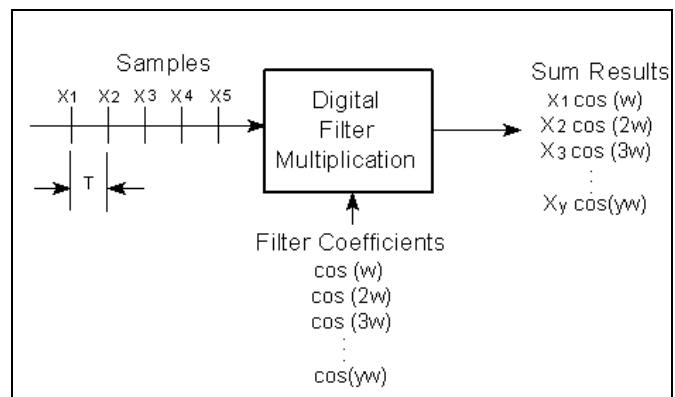 Samples
X1 X2 X3 X4 X5
T
Digital
Filter
Multiplication
Filter Coefficients
cos (w)
cos (2w)
cos (3w)
⋮
cos(yw)
Sum Results
X1 cos (w)
X2 cos (2w)
X3 cos (3w)
⋮
Xy cos(yw)